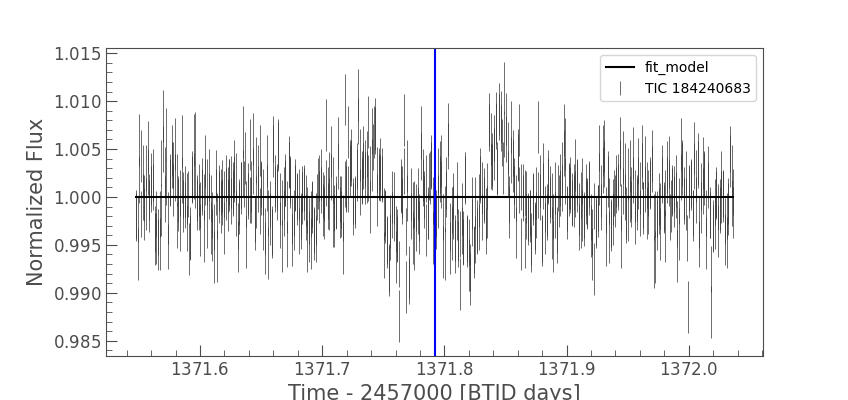 1.015
1.010
1.005
1.000
0.995
0.990
0.985
Normalized Flux
fit_model
TIC 184240683
1371.6 1371.7 1371.8 1371.9 1372.0
Time - 2457000 [BTJD days]